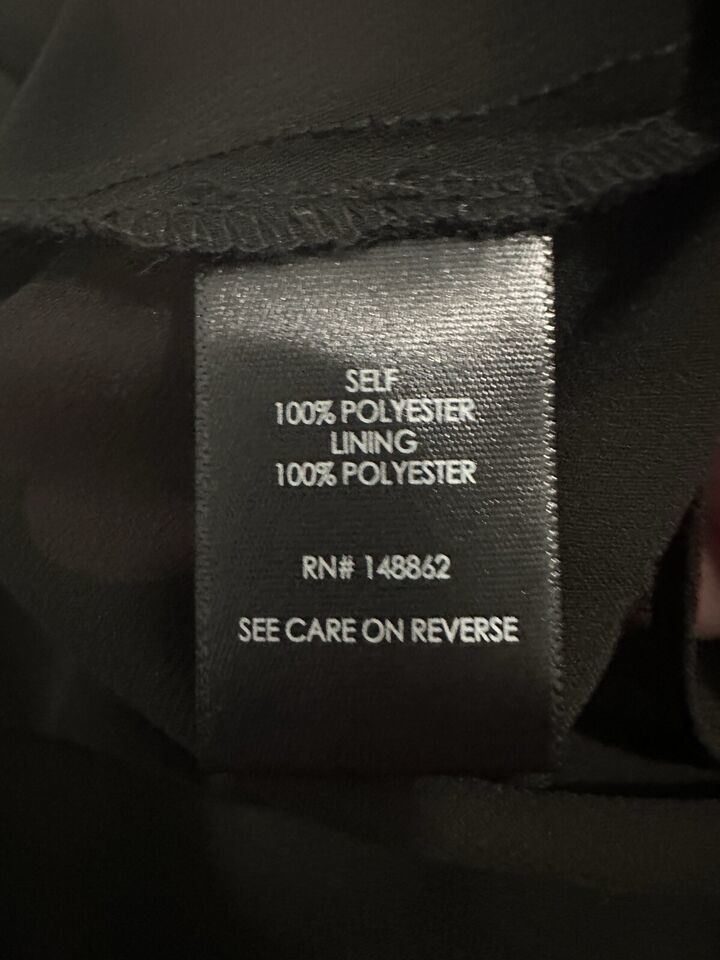 SELF
100% POLYESTER
LINING
100% POLYESTER
RN# 148862
SEE CARE ON REVERSE